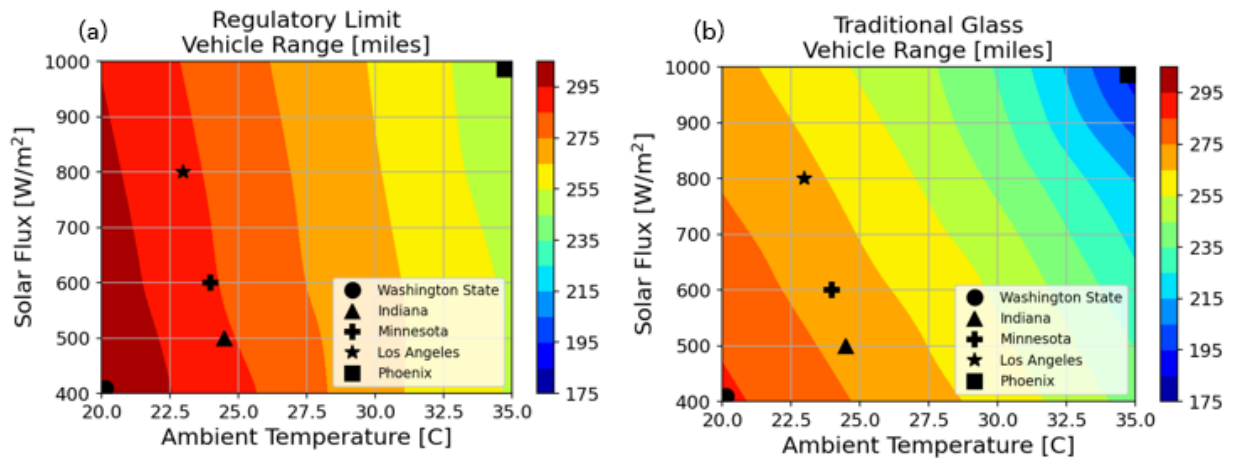 (a)
Regulatory Limit
Vehicle Range [miles]
Solar Flux [W/m²]
1000
900
800
700
600
500
400
20.0
22.5
25.0
27.5
30.0
32.5
35.0
Ambient Temperature [C]
Washington State
Indiana
Minnesota
Los Angeles
Phoenix
295
275
255
235
215
195
175
(b)
Traditional Glass
Vehicle Range [miles]
Solar Flux [W/m²]
1000
900
800
700
600
500
400
20.0
22.5
25.0
27.5
30.0
32.5
35.0
Ambient Temperature [C]
Washington State
Indiana
Minnesota
Los Angeles
Phoenix
295
275
255
235
215
195
175